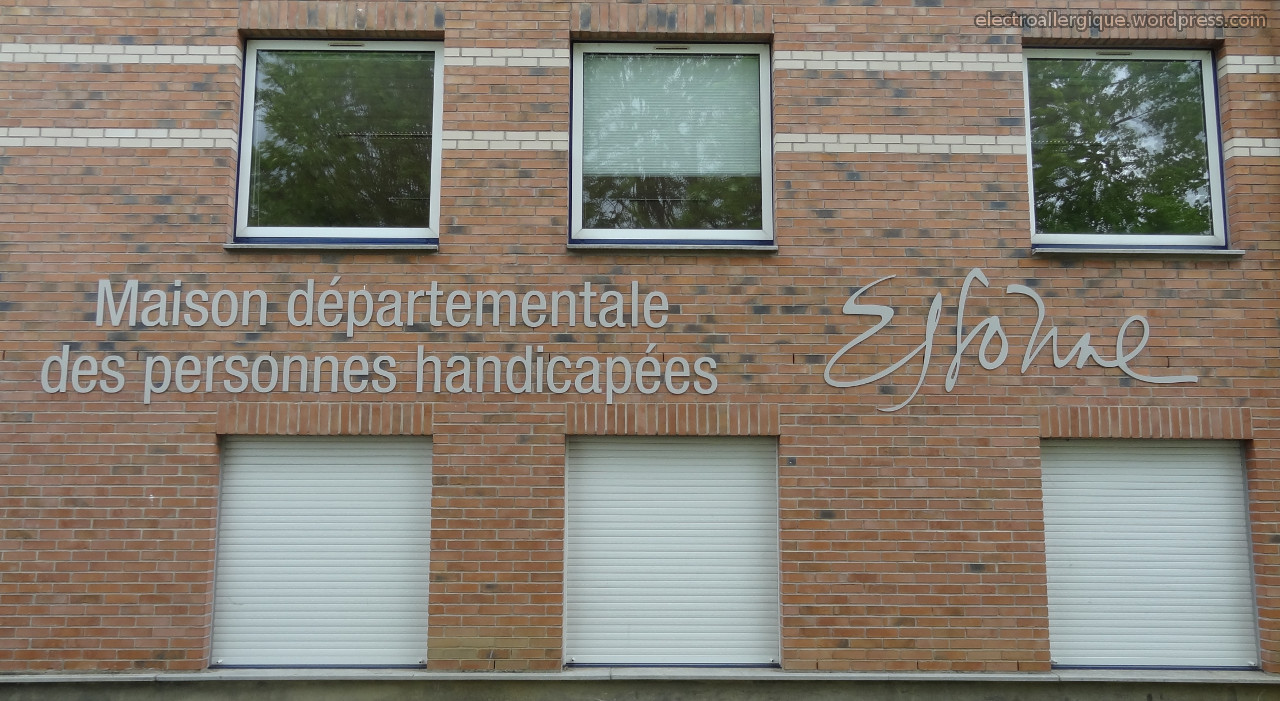 electroallergique.wordpress.com
Maison départementale
des personnes handicapées
Essonne